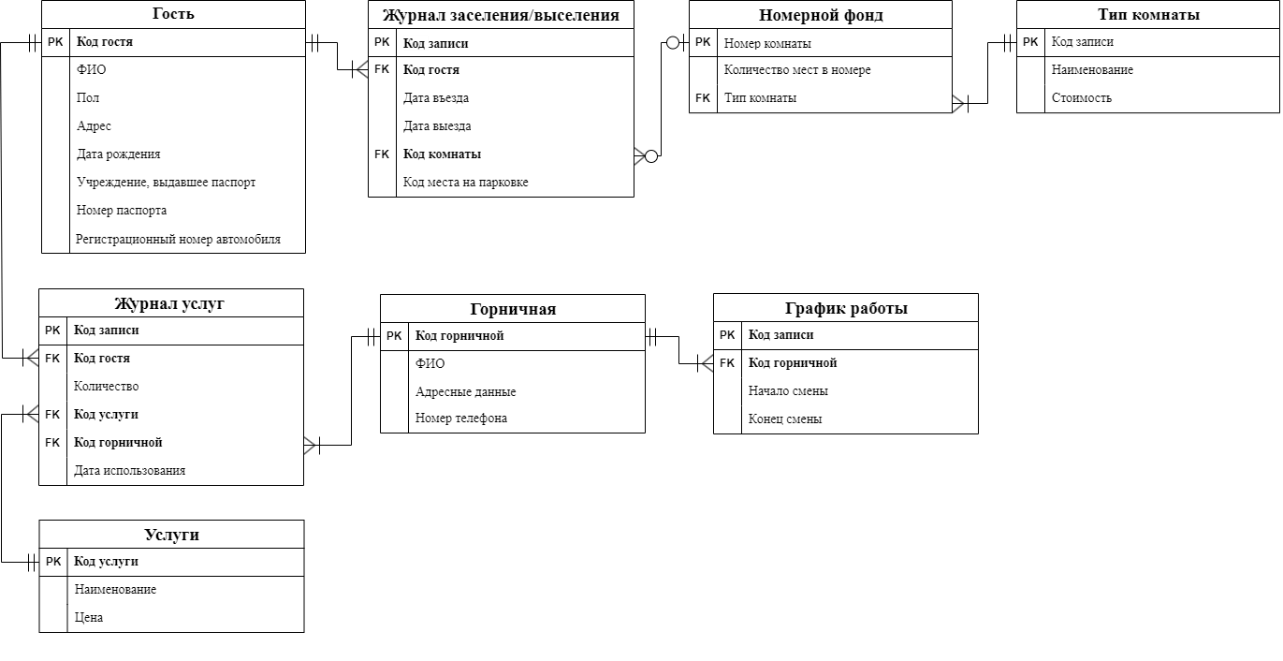 Гость
PK Код гостя
ФИО
Пол
Адрес
Дата рождения
Учреждение, выдавшее паспорт
Номер паспорта
Регистрационный номер автомобиля
Журнал заселения/выселения
PK Код записи
FK Код гостя
Дата въезда
Дата выезда
FK Код комнаты
Код места на парковке
Номерной фонд
PK Номер комнаты
Количество мест в номере
FK Тип комнаты
Тип комнаты
PK Код записи
Наименование
Стоимость
Журнал услуг
PK Код записи
FK Код гостя
Количество
FK Код услуги
FK Код горничной
Дата использования
Горничная
PK Код горничной
ФИО
Адресные данные
Номер телефона
График работы
PK Код записи
FK Код горничной
Начало смены
Конец смены
Услуги
PK Код услуги
Наименование
Цена